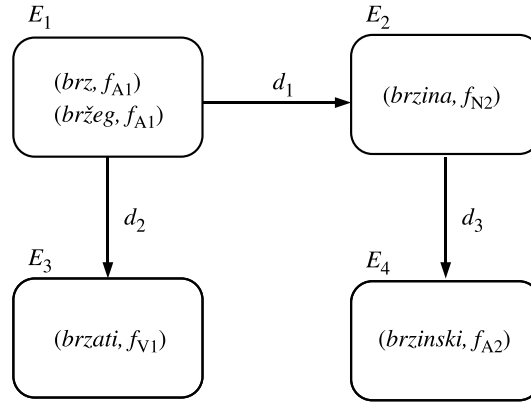 E1
E2
(brz, fA1)
(bržeg, fA1)
d1
(brzina, fN2)
d2
d3
E3
E4
(brzati, fV1)
(brzinski, fA2)